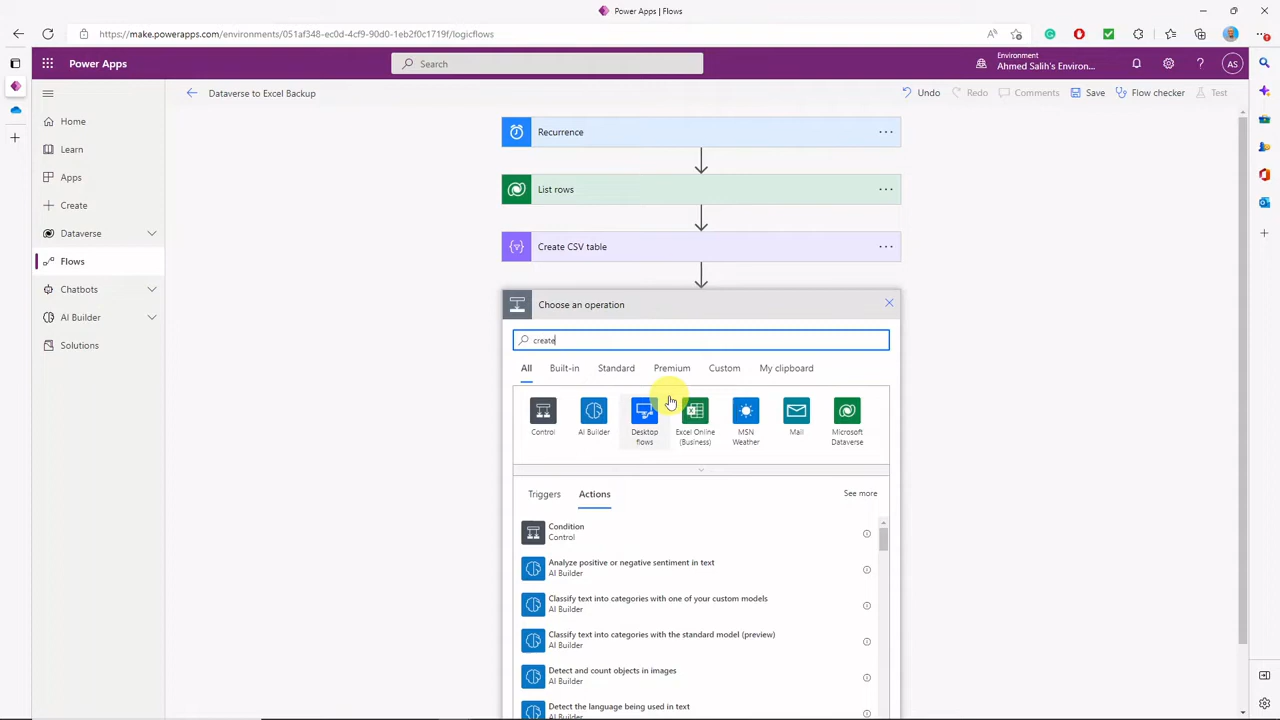 Power Apps | Flows
https://make.powerapps.com/environments/051af348-ec0d-4cf9-90d0-1eb2f0c1719f/logicflows
Power Apps
Search
Environment
Ahmed Salih's Environ...
AS
Dataverse to Excel Backup
Undo
Redo
Comments
Save
Flow checker
Test
Home
Learn
Apps
Create
Dataverse
Flows
Chatbots
AI Builder
Solutions
Recurrence
List rows
Create CSV table
Choose an operation
create
All
Built-in
Standard
Premium
Custom
My clipboard
Control
AI Builder
Desktop flows
Excel Online (Business)
MSN Weather
Mail
Microsoft Dataverse
Triggers
Actions
See more
Condition
Control
Analyze positive or negative sentiment in text
AI Builder
Classify text into categories with one of your custom models
AI Builder
Classify text into categories with the standard model (preview)
AI Builder
Detect and count objects in images
AI Builder
Detect the language being used in text
AI Builder